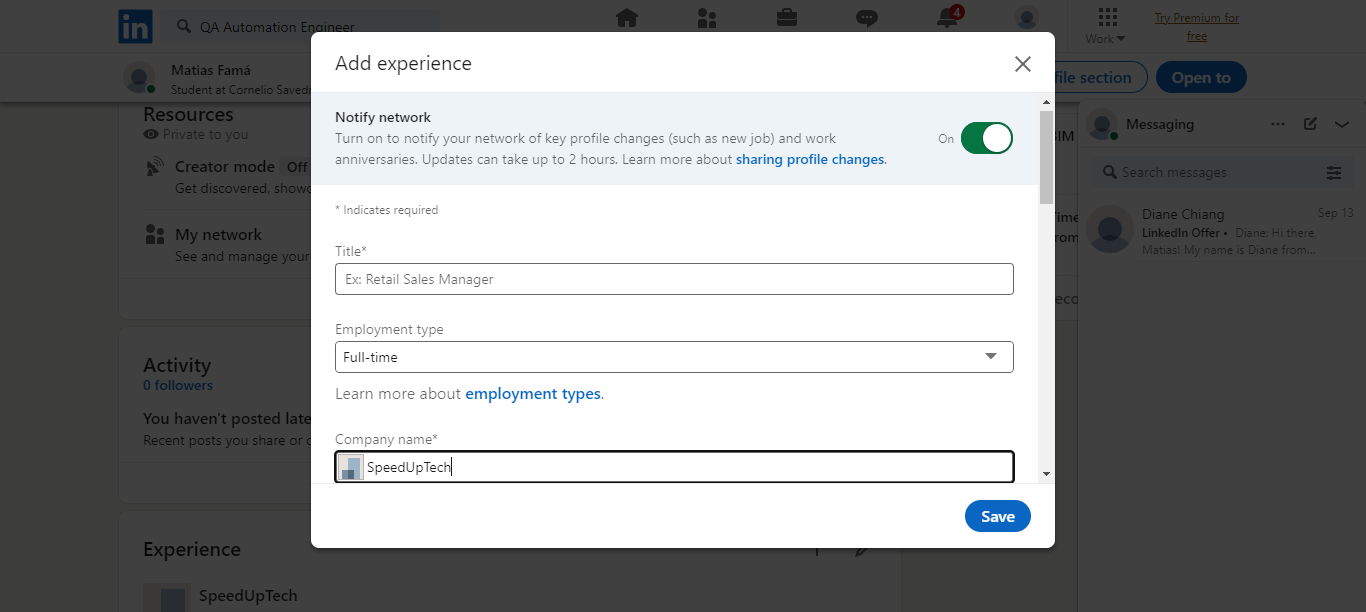 in
QA Automation Engineer
4
Work
Try Premium for
free
Matias Famá
Student at Cornelio Saved
file section
Open to
Resources
Private to you
Creator mode Off
Get discovered, show
My network
See and manage your
Activity
0 followers
You haven't posted late
Recent posts you share or
Experience
SpeedUpTech
Add experience
Notify network
Turn on to notify your network of key profile changes (such as new job) and work
anniversaries. Updates can take up to 2 hours. Learn more about sharing profile changes.
On
* Indicates required
Title*
Ex: Retail Sales Manager
Employment type
Full-time
Learn more about employment types.
Company name*
SpeedUpTech
Save
Messaging
Search messages
Diane Chiang
Sep 13
LinkedIn Offer • Diane: Hi there,
Matias! My name is Diane from...